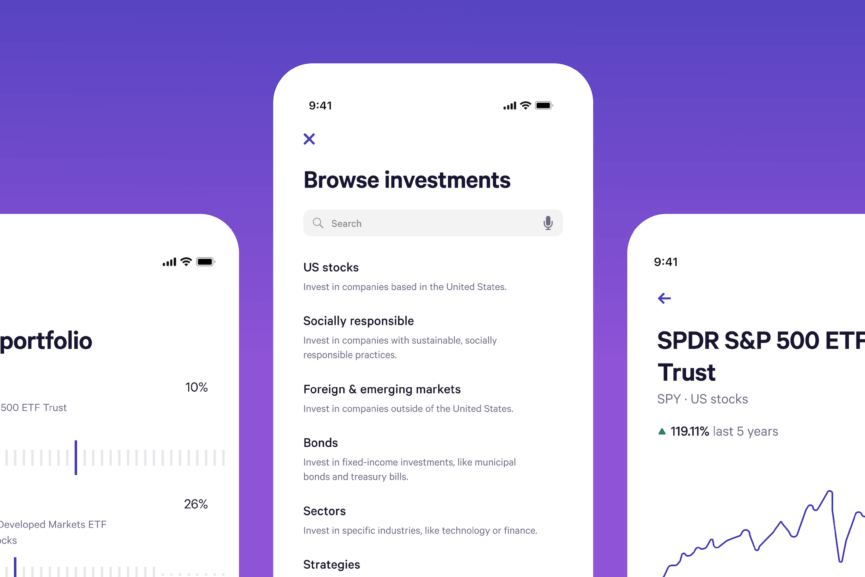 portfolio
10%
500 ETF Trust
26%
Developed Markets ETF
ocks
9:41
Browse investments
Search
US stocks
Invest in companies based in the United States.
Socially responsible
Invest in companies with sustainable, socially
responsible practices.
Foreign & emerging markets
Invest in companies outside of the United States.
Bonds
Invest in fixed-income investments, like municipal
bonds and treasury bills.
Sectors
Invest in specific industries, like technology or finance.
Strategies
9:41
SPDR S&P 500 ETF
Trust
SPY · US stocks
119.11% last 5 years